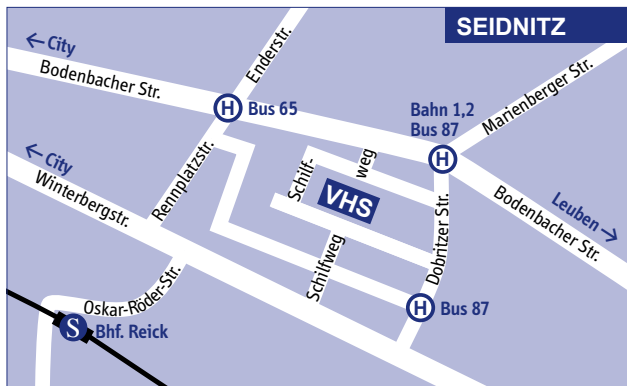 SEIDNITZ
← City
Bodenbacher Str.
Enderstr.
H Bus 65
Bahn 1,2
Bus 87
H
Marienberger Str.
← City
Winterbergstr.
Rennplatzstr.
Schilf-
weg
VHS
Schilfweg
Dobritzer Str.
Leuben →
Bodenbacher Str.
Oskar-Röder-Str.
S Bhf. Reick
H Bus 87